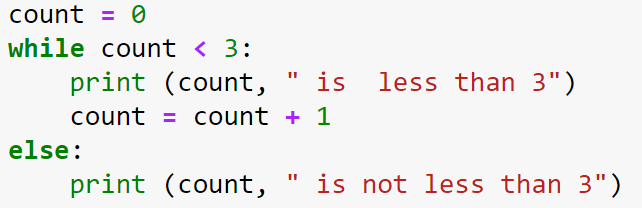 count = 0
while count < 3:
    print (count, " is  less than 3")
    count = count + 1
else:
    print (count, " is not less than 3")